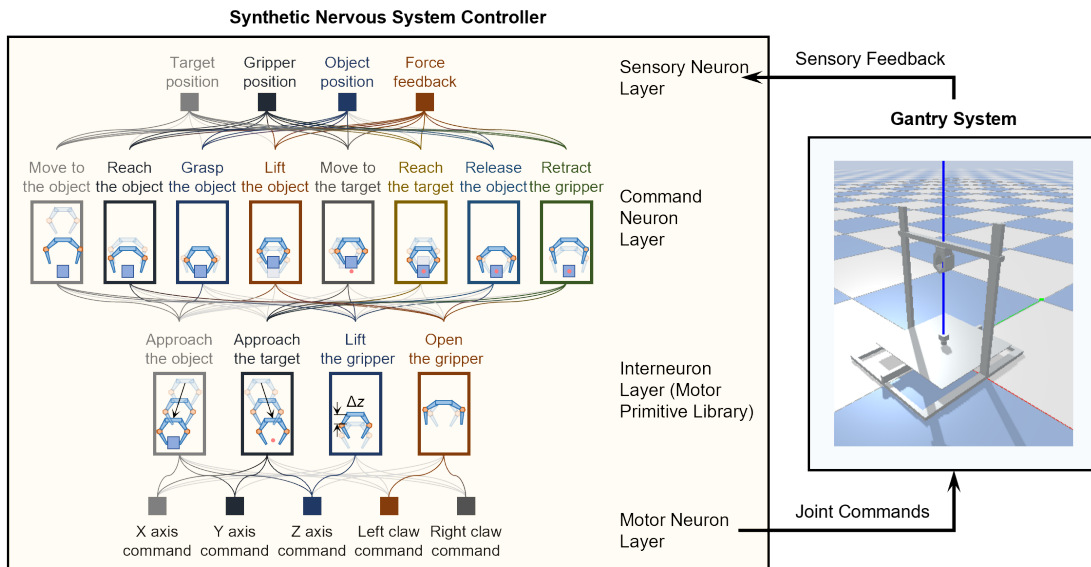 Synthetic Nervous System Controller
Target
position
Gripper
position
Object
position
Force
feedback
Sensory Neuron
Layer
Sensory Feedback
Gantry System
Move to
the object
Reach
the object
Grasp
the object
Lift
the object
Move to
the target
Reach
the target
Release
the object
Retract
the gripper
Command
Neuron
Layer
Approach
the object
Approach
the target
Lift
the gripper
Open
the gripper
Δz
Interneuron
Layer (Motor
Primitive Library)
X axis
command
Y axis
command
Z axis
command
Left claw
command
Right claw
command
Motor Neuron
Layer
Joint Commands